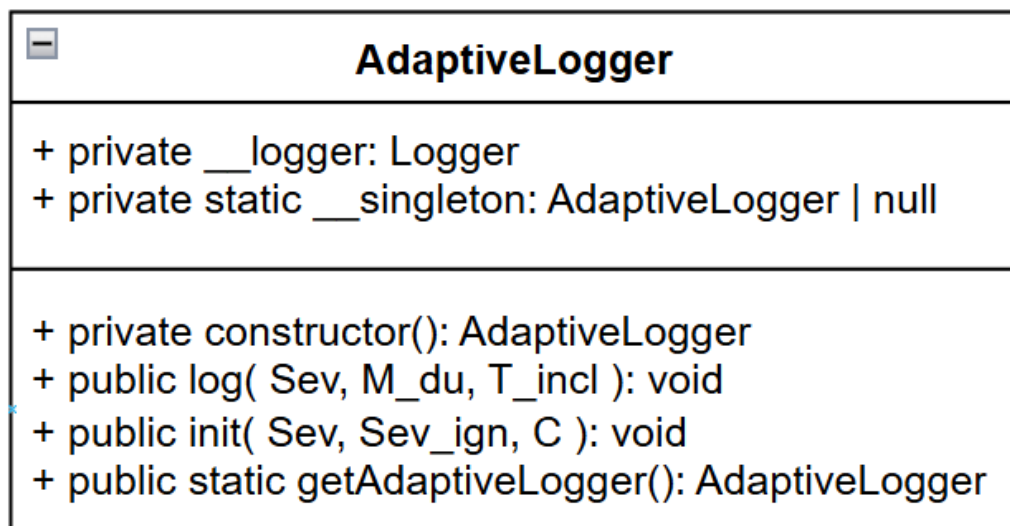 AdaptiveLogger
+ private __logger: Logger
+ private static __singleton: AdaptiveLogger | null
+ private constructor(): AdaptiveLogger
+ public log( Sev, M_du, T_incl ): void
+ public init( Sev, Sev_ign, C ): void
+ public static getAdaptiveLogger(): AdaptiveLogger